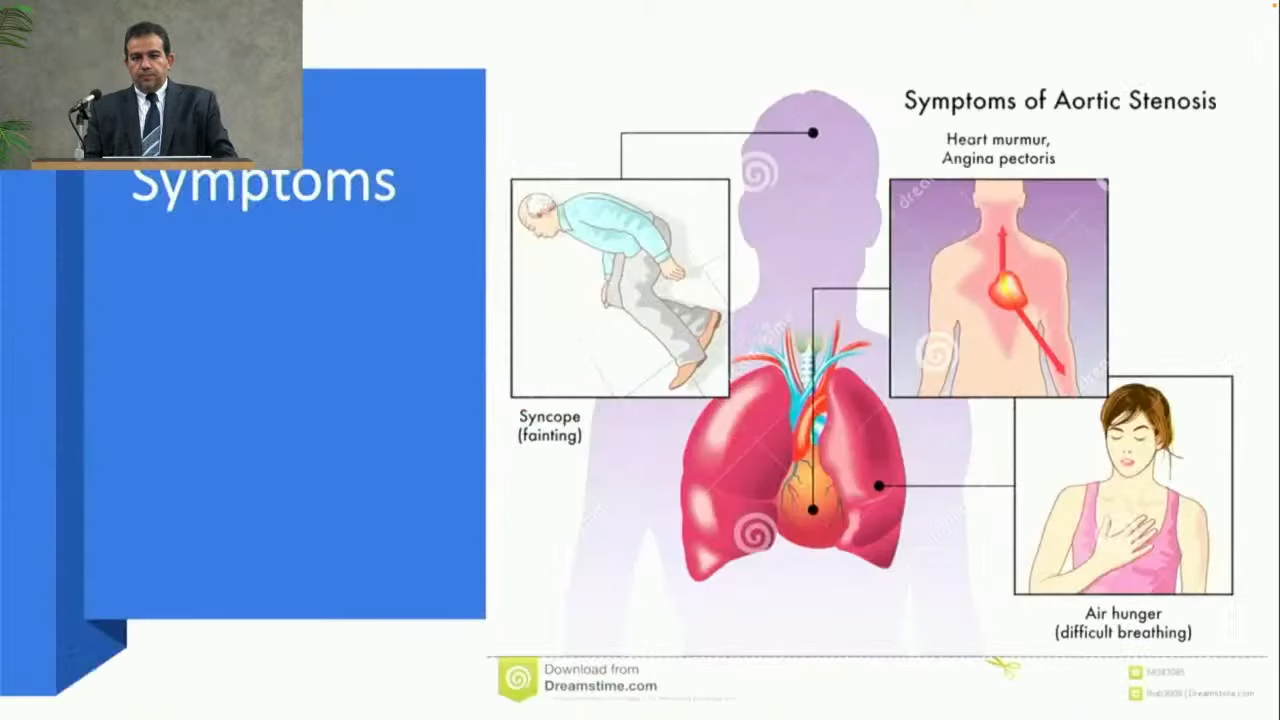 Symptoms
Symptoms of Aortic Stenosis
Heart murmur,
Angina pectoris
Syncope
(fainting)
Air hunger
(difficult breathing)
Download from
Dreamstime.com